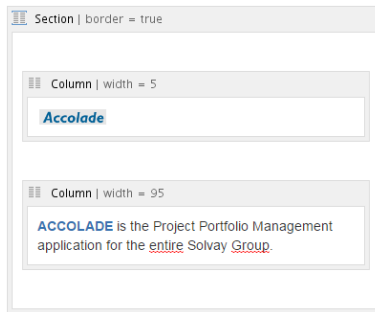 Section | border = true
Column | width = 5
Accolade
Column | width = 95
ACCOLADE is the Project Portfolio Management
application for the entire Solvay Group.